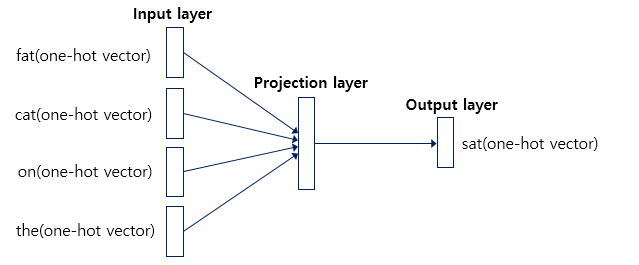 Input layer
fat(one-hot vector)
cat(one-hot vector)
on(one-hot vector)
the(one-hot vector)
Projection layer
Output layer
sat(one-hot vector)